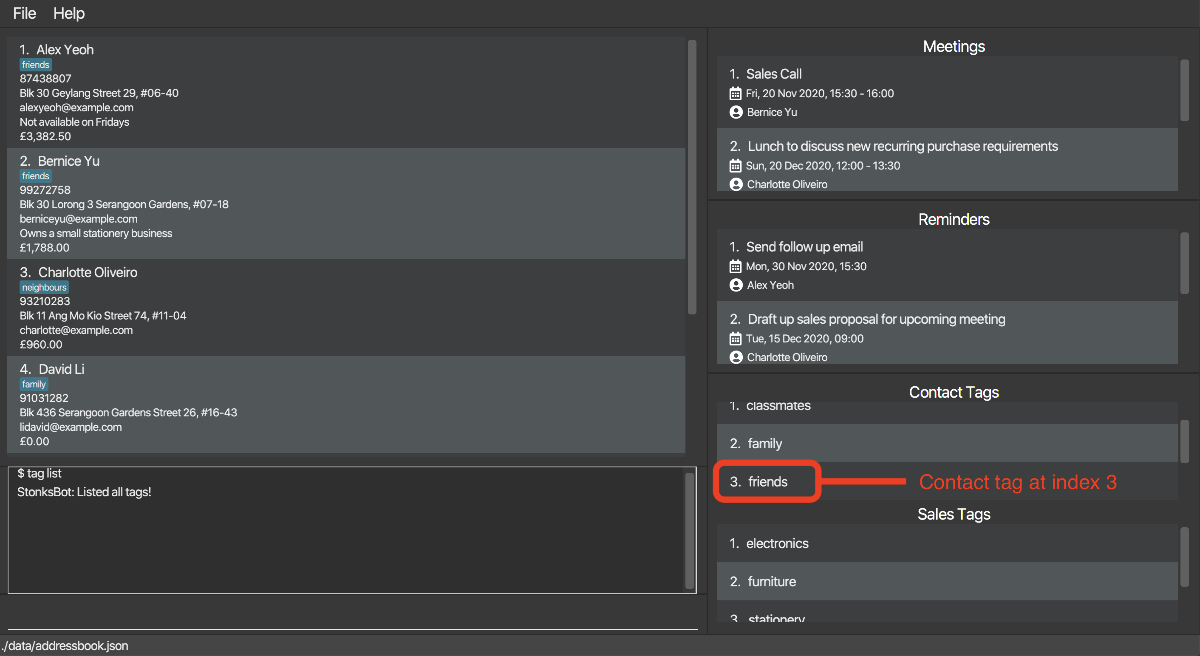 File Help
1. Alex Yeoh
friends
87438807
Blk 30 Geylang Street 29, #06-40
alexyeoh@example.com
Not available on Fridays
£3,382.50
2. Bernice Yu
friends
99272758
Blk 30 Lorong 3 Serangoon Gardens, #07-18
berniceyu@example.com
Owns a small stationery business
£1,788.00
3. Charlotte Oliveiro
neighbours
93210283
Blk 11 Ang Mo Kio Street 74, #11-04
charlotte@example.com
£960.00
4. David Li
family
91031282
Blk 436 Serangoon Gardens Street 26, #16-43
lidavid@example.com
£0.00
$ tag list
StonksBot: Listed all tags!
./data/addressbook.json
Meetings
1. Sales Call
Fri, 20 Nov 2020, 15:30 - 16:00
Bernice Yu
2. Lunch to discuss new recurring purchase requirements
Sun, 20 Dec 2020, 12:00 - 13:30
Charlotte Oliveiro
Reminders
1. Send follow up email
Mon, 30 Nov 2020, 15:30
Alex Yeoh
2. Draft up sales proposal for upcoming meeting
Tue, 15 Dec 2020, 09:00
Charlotte Oliveiro
Contact Tags
1. classmates
2. family
3. friends
Contact tag at index 3
Sales Tags
1. electronics
2. furniture
3. stationery